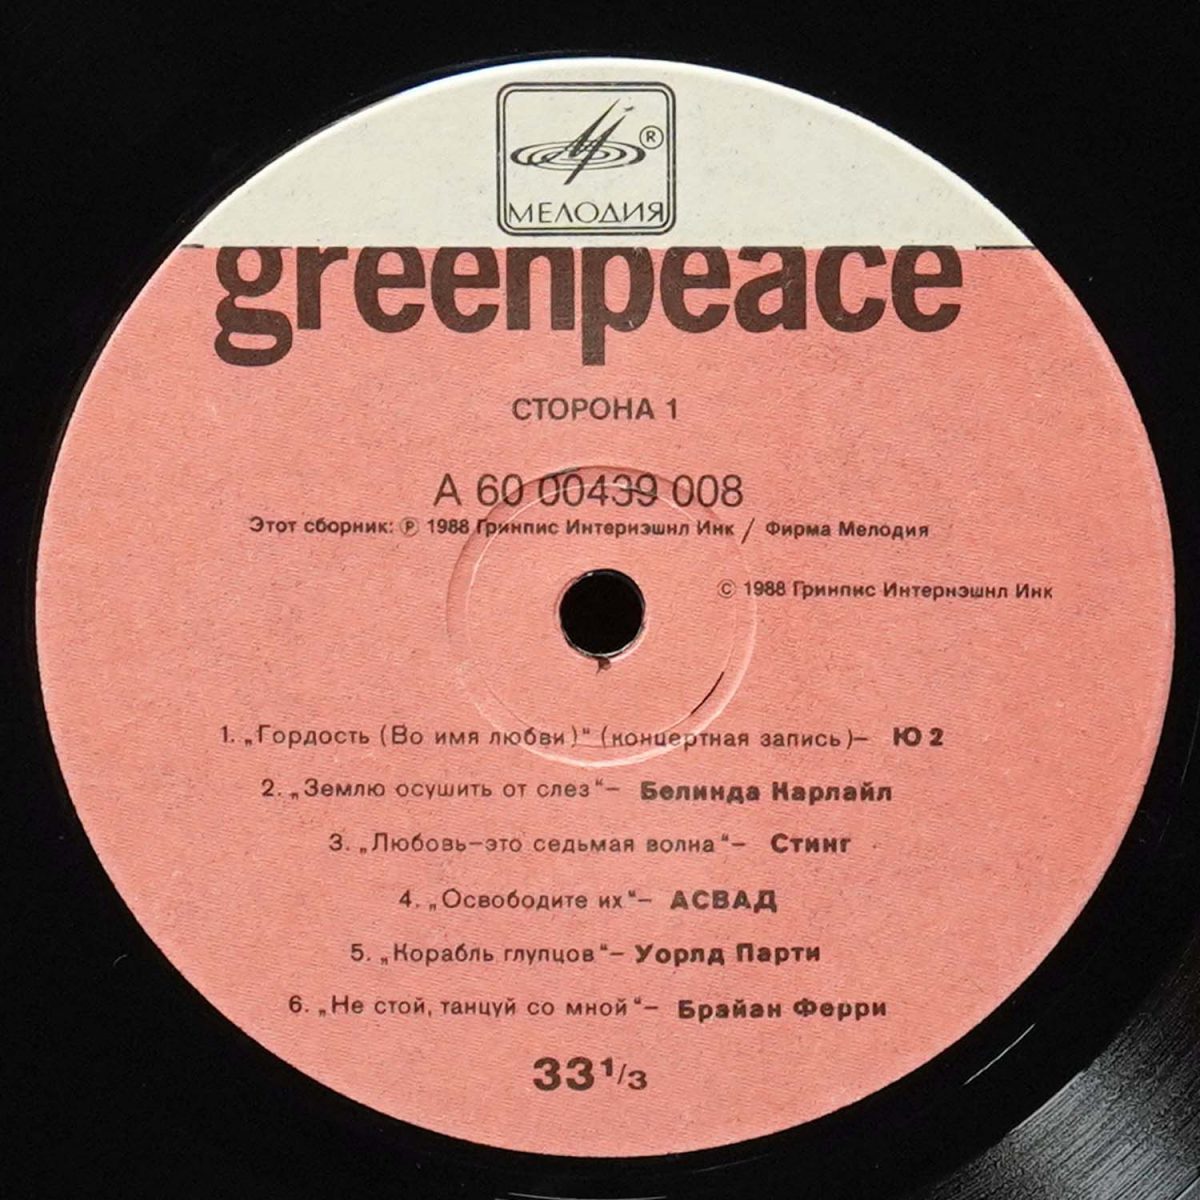 ®
МЕЛОДИЯ
greenpeace
СТОРОНА 1
А 60 00439 008
Этот сборник: ℗ 1988 Гринпис Интернэшнл Инк / Фирма Мелодия
© 1988 Гринпис Интернэшнл Инк
1. „Гордость (Во имя любви)“ (концертная запись)— Ю 2
2. „Землю осушить от слез“— Белинда Карлайл
3. „Любовь—это седьмая волна“— Стинг
4. „Освободите их“— АСВАД
5. „Корабль глупцов“— Уорлд Парти
6. „Не стой, танцуй со мной“— Брайан Ферри
33 1/3